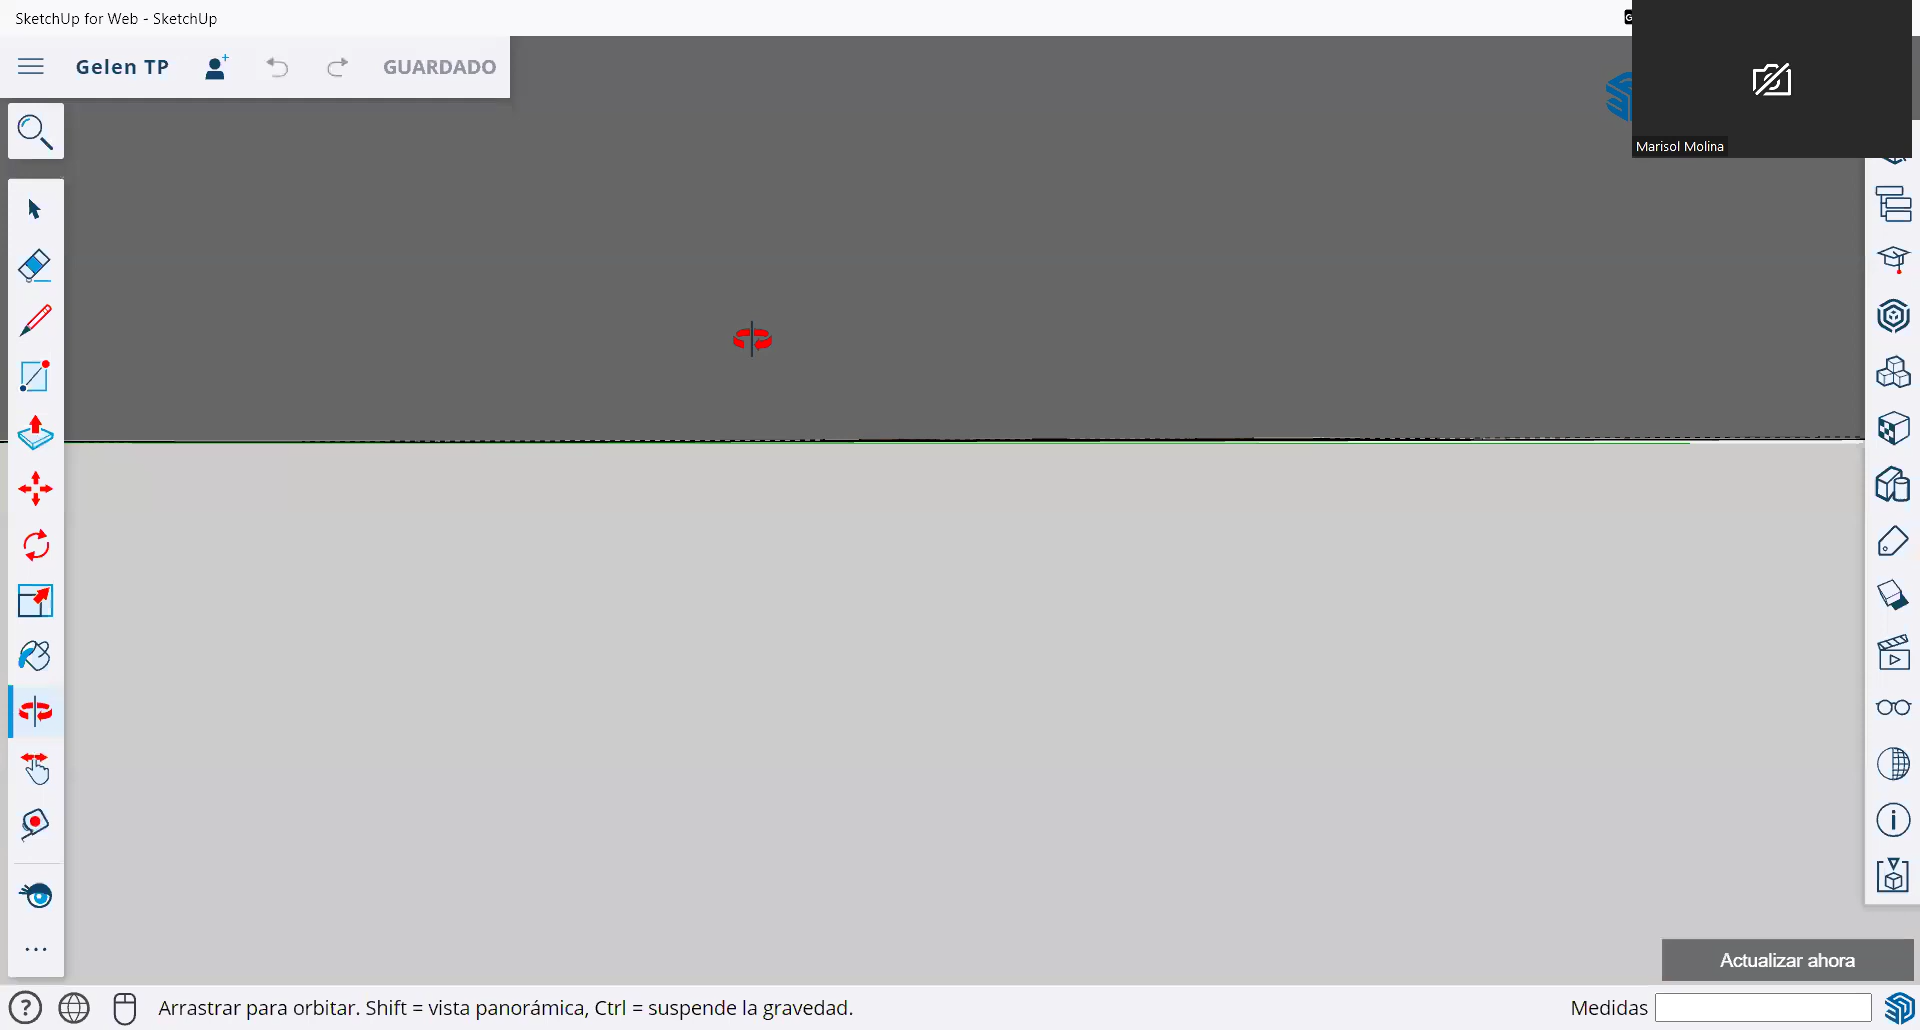 SketchUp for Web - SketchUp
Gelen TP
GUARDADO
Marisol Molina
Actualizar ahora
Arrastrar para orbitar. Shift = vista panorámica, Ctrl = suspende la gravedad.
Medidas